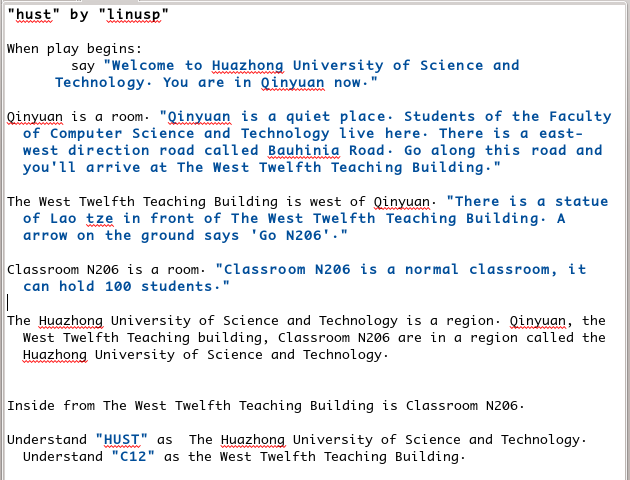 "hust" by "linusp"
When play begins:
say "Welcome to Huazhong University of Science and
Technology. You are in Qinyuan now."
Qinyuan is a room. "Qinyuan is a quiet place. Students of the Faculty
of Computer Science and Technology live here. There is a east-
west direction road called Bauhinia Road. Go along this road and
you'll arrive at The West Twelfth Teaching Building."
The West Twelfth Teaching Building is west of Qinyuan. "There is a statue
of Lao tze in front of The West Twelfth Teaching Building. A
arrow on the ground says 'Go N206'."
Classroom N206 is a room. "Classroom N206 is a normal classroom, it
can hold 100 students."
The Huazhong University of Science and Technology is a region. Qinyuan, the
West Twelfth Teaching building, Classroom N206 are in a region called the
Huazhong University of Science and Technology.
Inside from The West Twelfth Teaching Building is Classroom N206.
Understand "HUST" as  The Huazhong University of Science and Technology.
Understand "C12" as the West Twelfth Teaching Building.